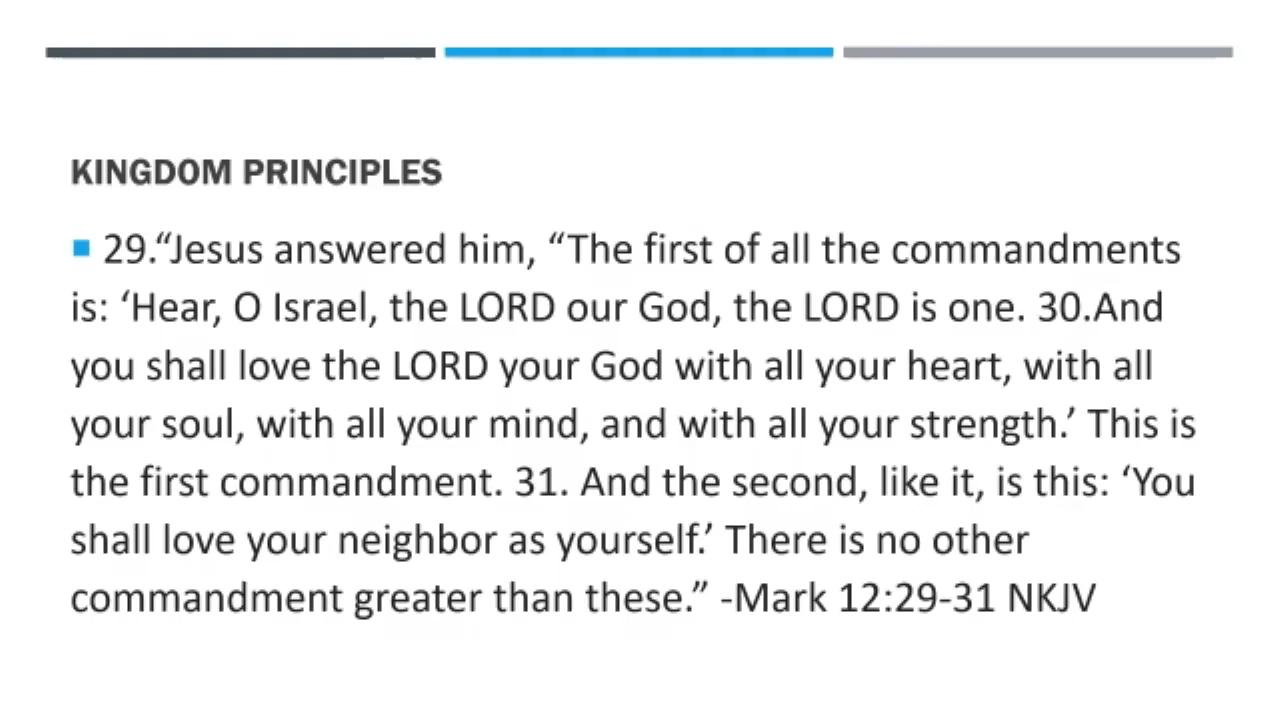 KINGDOM PRINCIPLES
29.“Jesus answered him, “The first of all the commandments
is: ‘Hear, O Israel, the LORD our God, the LORD is one. 30.And
you shall love the LORD your God with all your heart, with all
your soul, with all your mind, and with all your strength.’ This is
the first commandment. 31. And the second, like it, is this: ‘You
shall love your neighbor as yourself.’ There is no other
commandment greater than these.” -Mark 12:29-31 NKJV